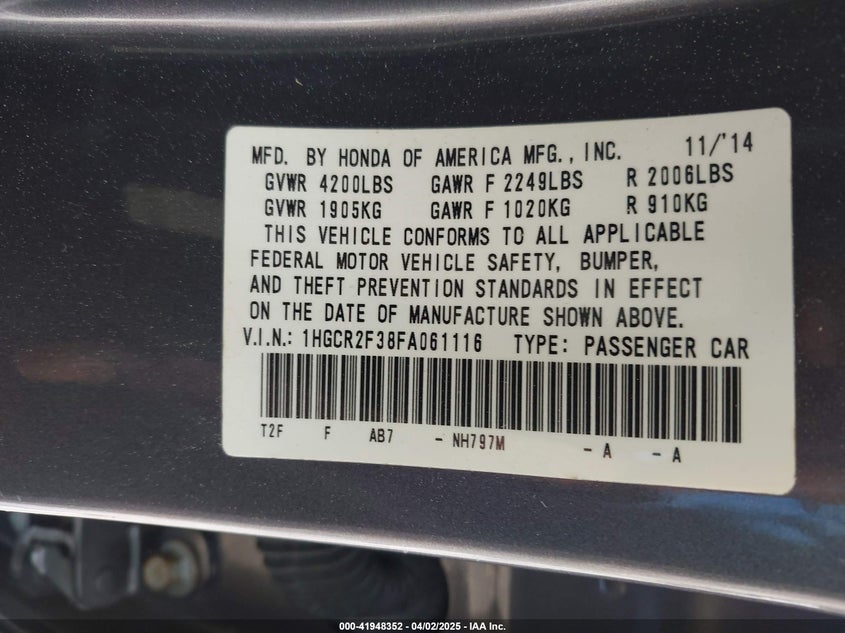 MFD. BY HONDA OF AMERICA MFG., INC. 11/'14
GVWR 4200LBS GAWR F 2249LBS R 2006LBS
GVWR 1905KG GAWR F 1020KG R 910KG
THIS VEHICLE CONFORMS TO ALL APPLICABLE
FEDERAL MOTOR VEHICLE SAFETY, BUMPER,
AND THEFT PREVENTION STANDARDS IN EFFECT
ON THE DATE OF MANUFACTURE SHOWN ABOVE.
V.I.N.: 1HGCR2F38FA061116 TYPE: PASSENGER CAR
T2F F AB7 - NH797M - A - A
000-41948352 / 04/02/2025 - IAA Inc.